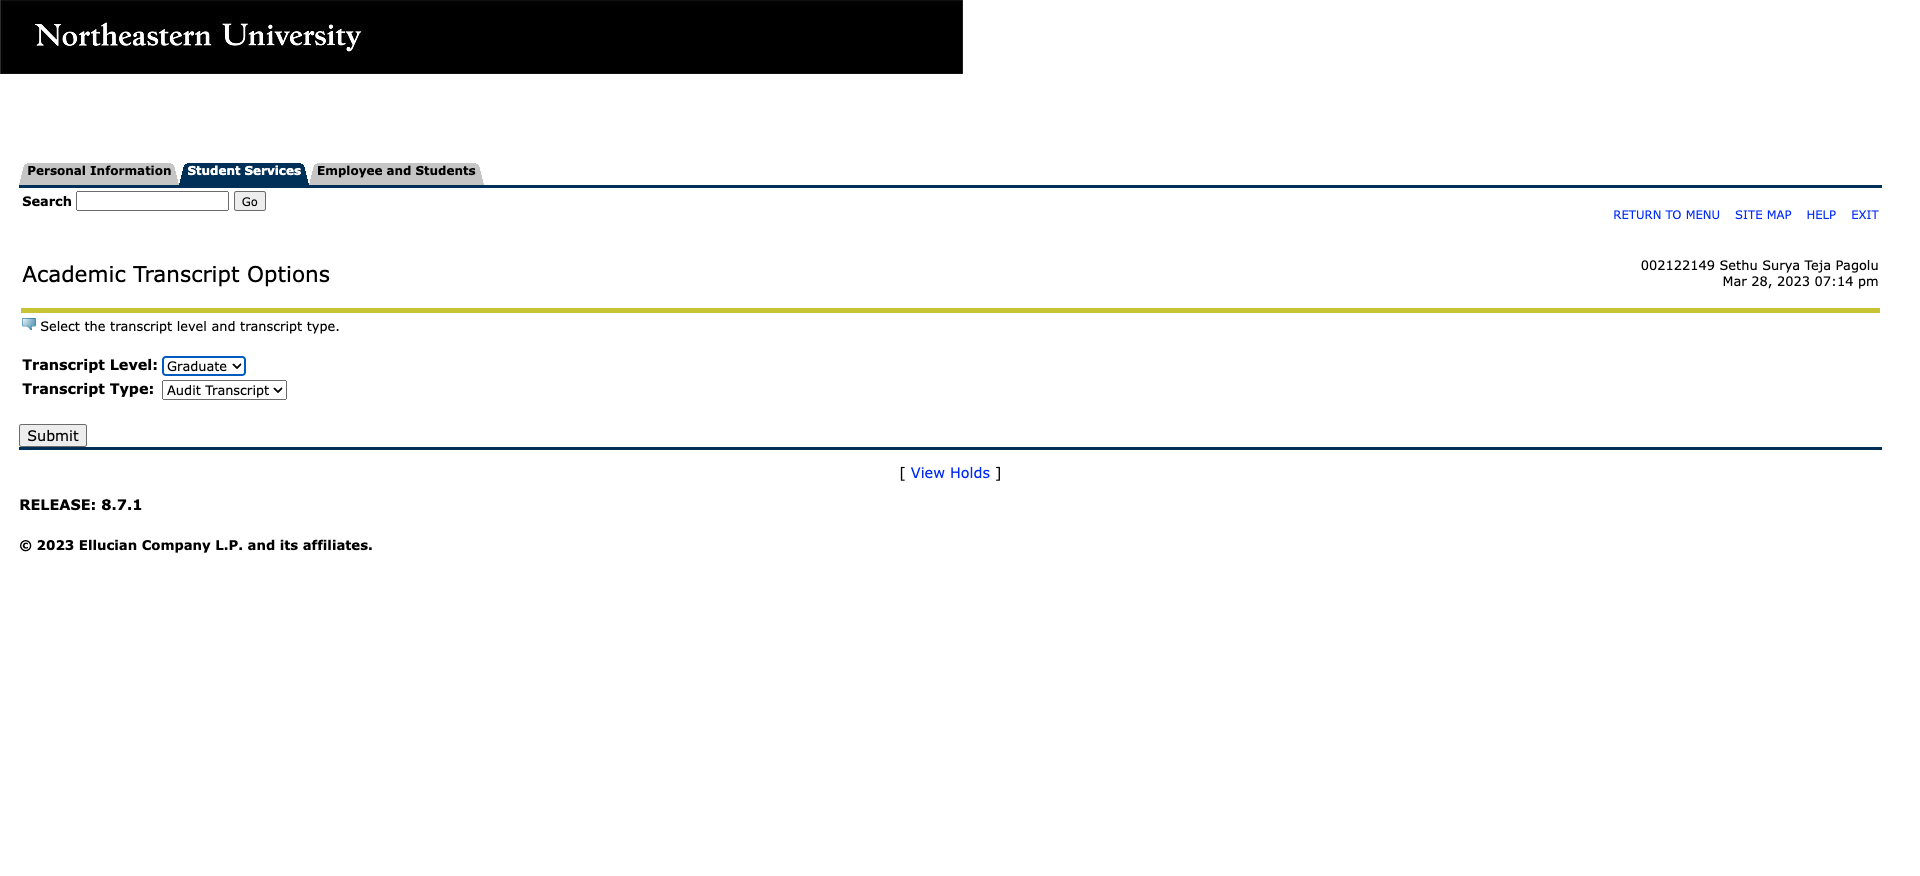 Northeastern University
Personal Information Student Services Employee and Students
Search Go
RETURN TO MENU SITE MAP HELP EXIT
Academic Transcript Options
002122149 Sethu Surya Teja Pagolu
Mar 28, 2023 07:14 pm
Select the transcript level and transcript type.
Transcript Level: Graduate
Transcript Type: Audit Transcript
Submit
[ View Holds ]
RELEASE: 8.7.1
© 2023 Ellucian Company L.P. and its affiliates.